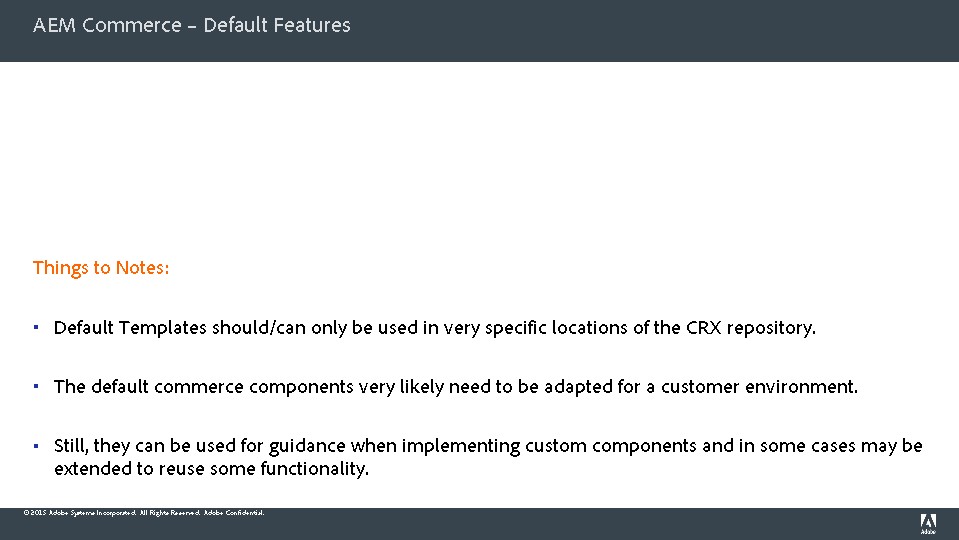 AEM Commerce – Default Features
Things to Notes:
▪ Default Templates should/can only be used in very specific locations of the CRX repository.
▪ The default commerce components very likely need to be adapted for a customer environment.
▪ Still, they can be used for guidance when implementing custom components and in some cases may be
extended to reuse some functionality.
© 2015 Adobe Systems Incorporated. All Rights Reserved. Adobe Confidential.
Adobe